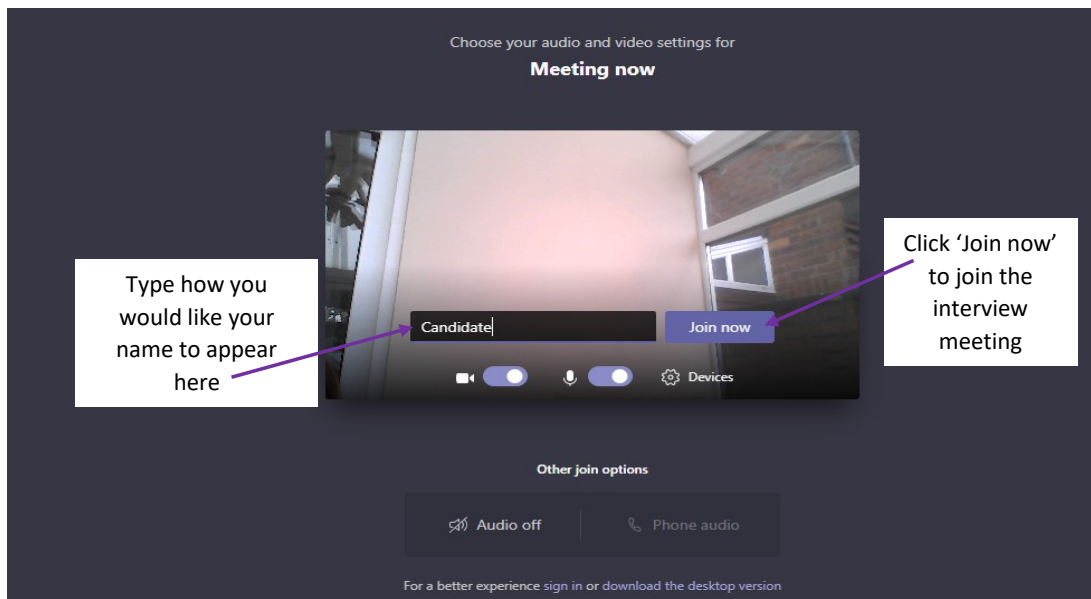 Choose your audio and video settings for
Meeting now
Type how you
would like your
name to appear
here
Click ‘Join now’
to join the
interview
meeting
Candidate
Join now
Devices
Other join options
Audio off
Phone audio
For a better experience sign in or download the desktop version